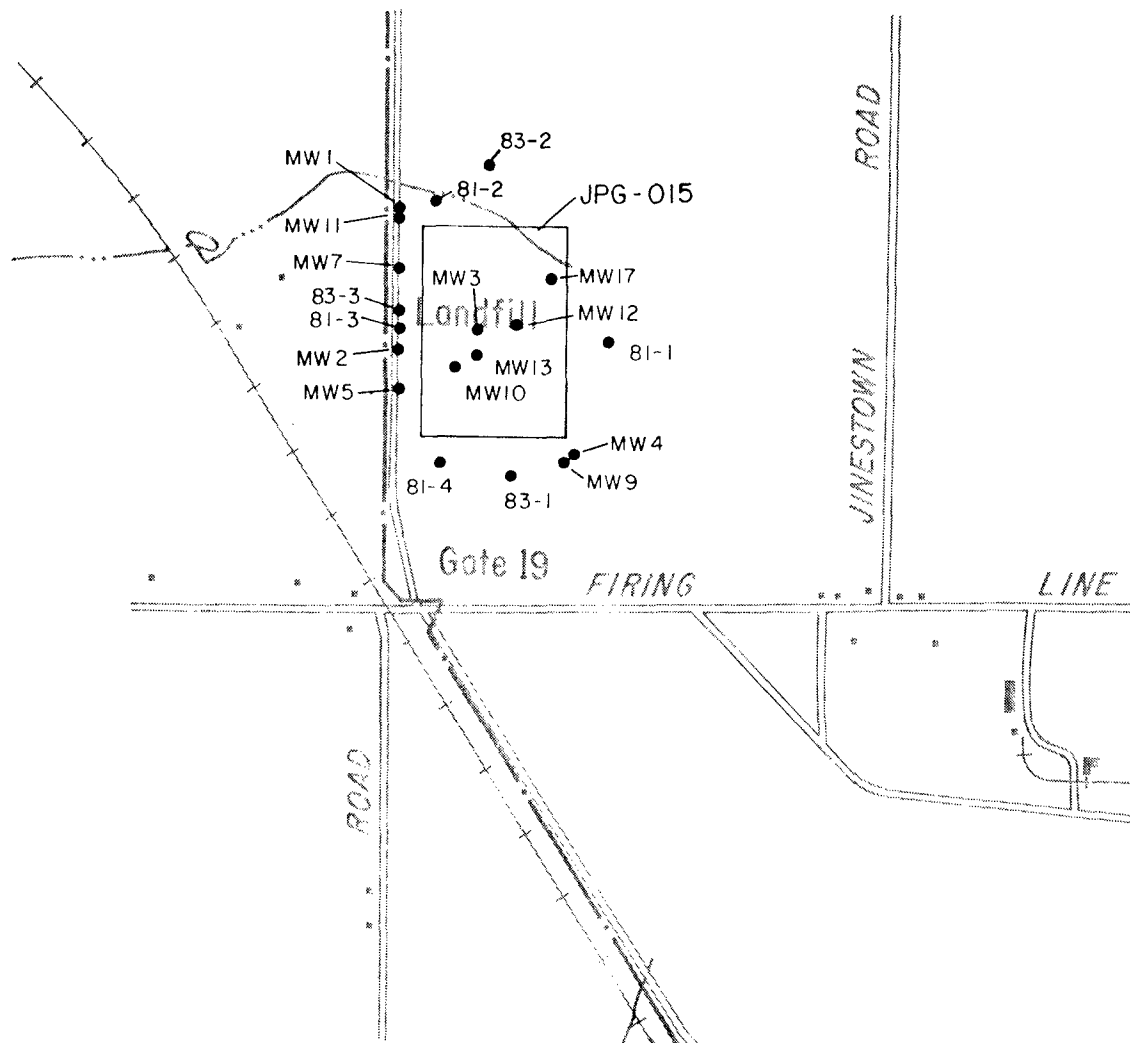 83-2
MW1
81-2
JPG-015
MW11
MW7
MW3
MW17
83-3
Landfill
MW12
81-3
MW2
81-1
MW13
MW5
MW10
MW4
81-4
83-1
MW9
Gate 19
FIRING LINE
JINESTOWN ROAD
ROAD